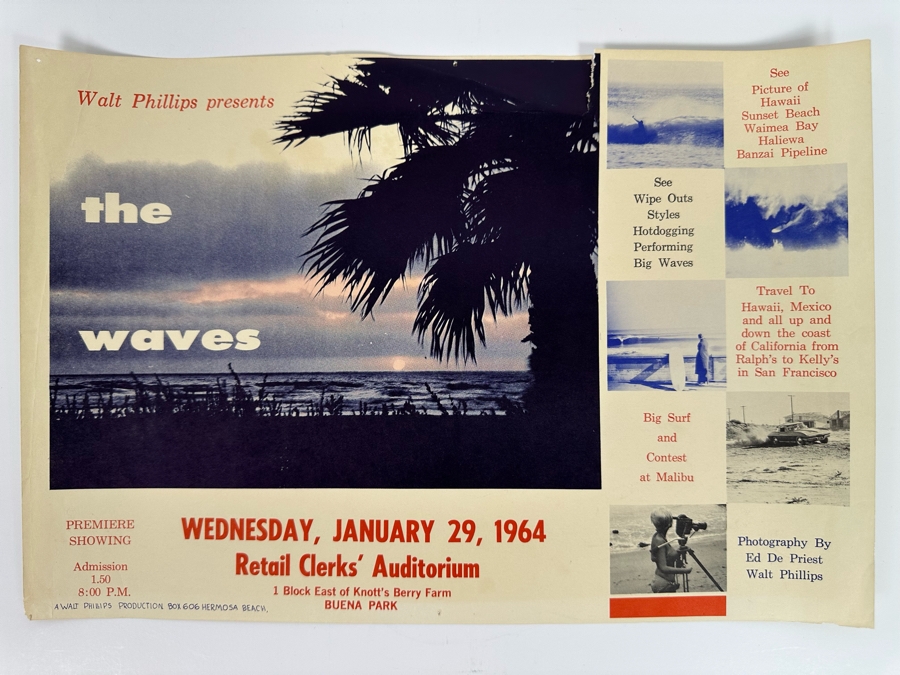 Walt Phillips presents
the
waves
PREMIERE
SHOWING
Admission
1.50
8:00 P.M.
WEDNESDAY, JANUARY 29, 1964
Retail Clerks' Auditorium
1 Block East of Knott's Berry Farm
BUENA PARK
A WALT PHILLIPS PRODUCTION BOX 606 HERMOSA BEACH,
See
Picture of
Hawaii
Sunset Beach
Waimea Bay
Haliewa
Banzai Pipeline
See
Wipe Outs
Styles
Hotdogging
Performing
Big Waves
Travel To
Hawaii, Mexico
and all up and
down the coast
of California from
Ralph's to Kelly's
in San Francisco
Big Surf
and
Contest
at Malibu
Photography By
Ed De Priest
Walt Phillips